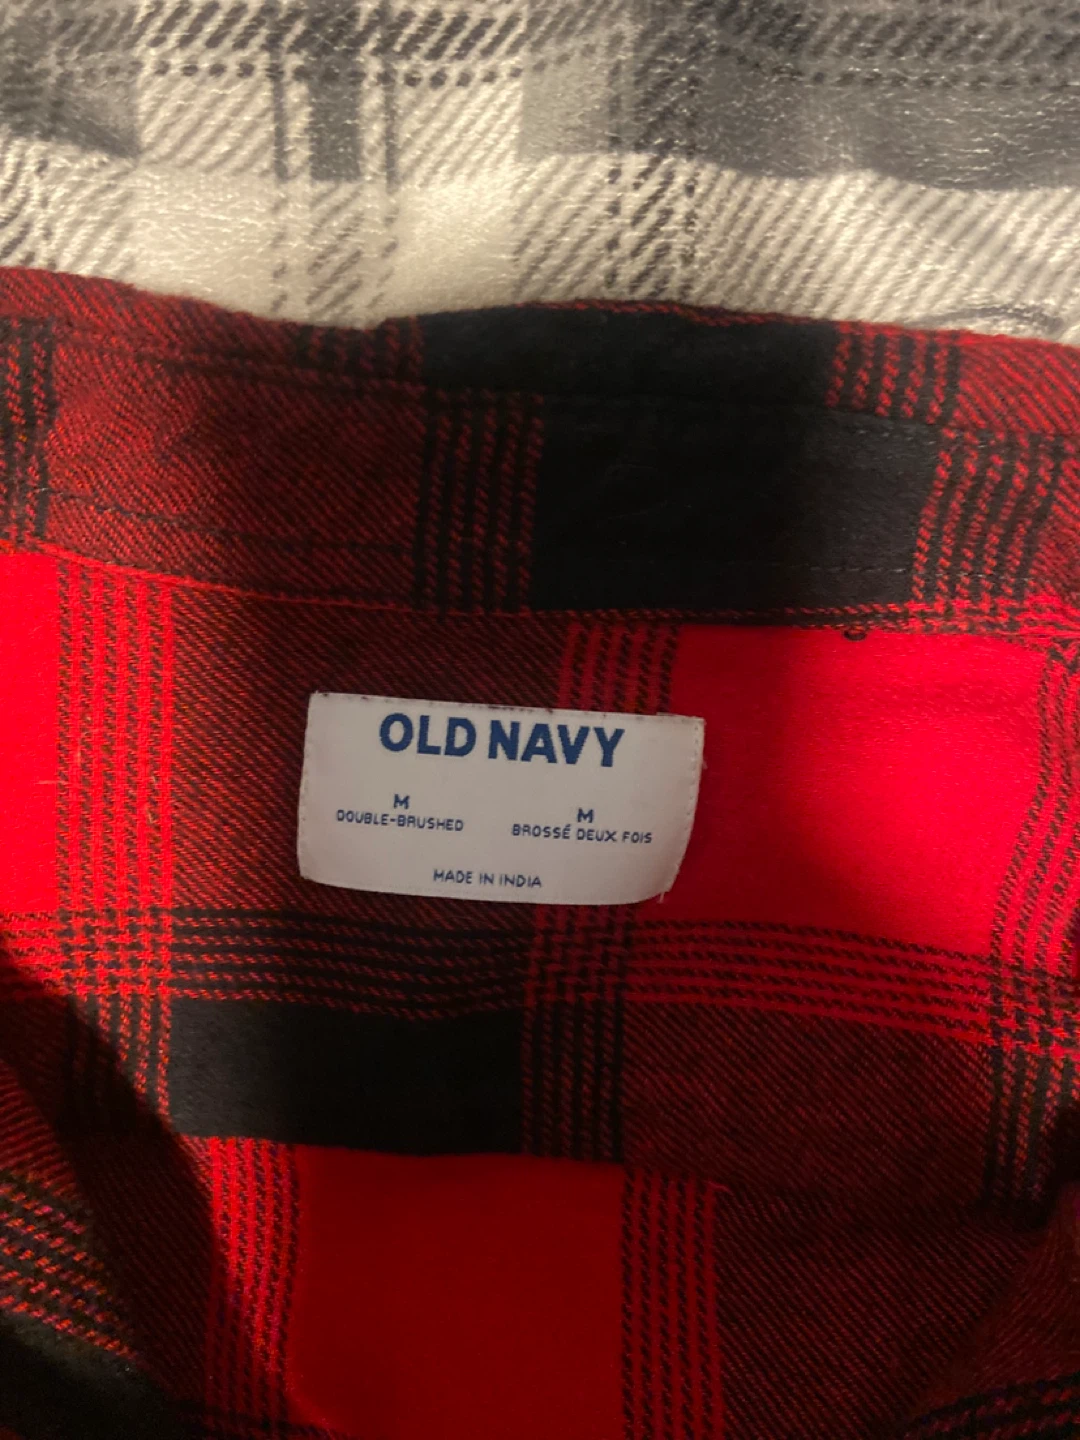 OLD NAVY
M
DOUBLE-BRUSHED
M
BROSSÉ DEUX FOIS
MADE IN INDIA